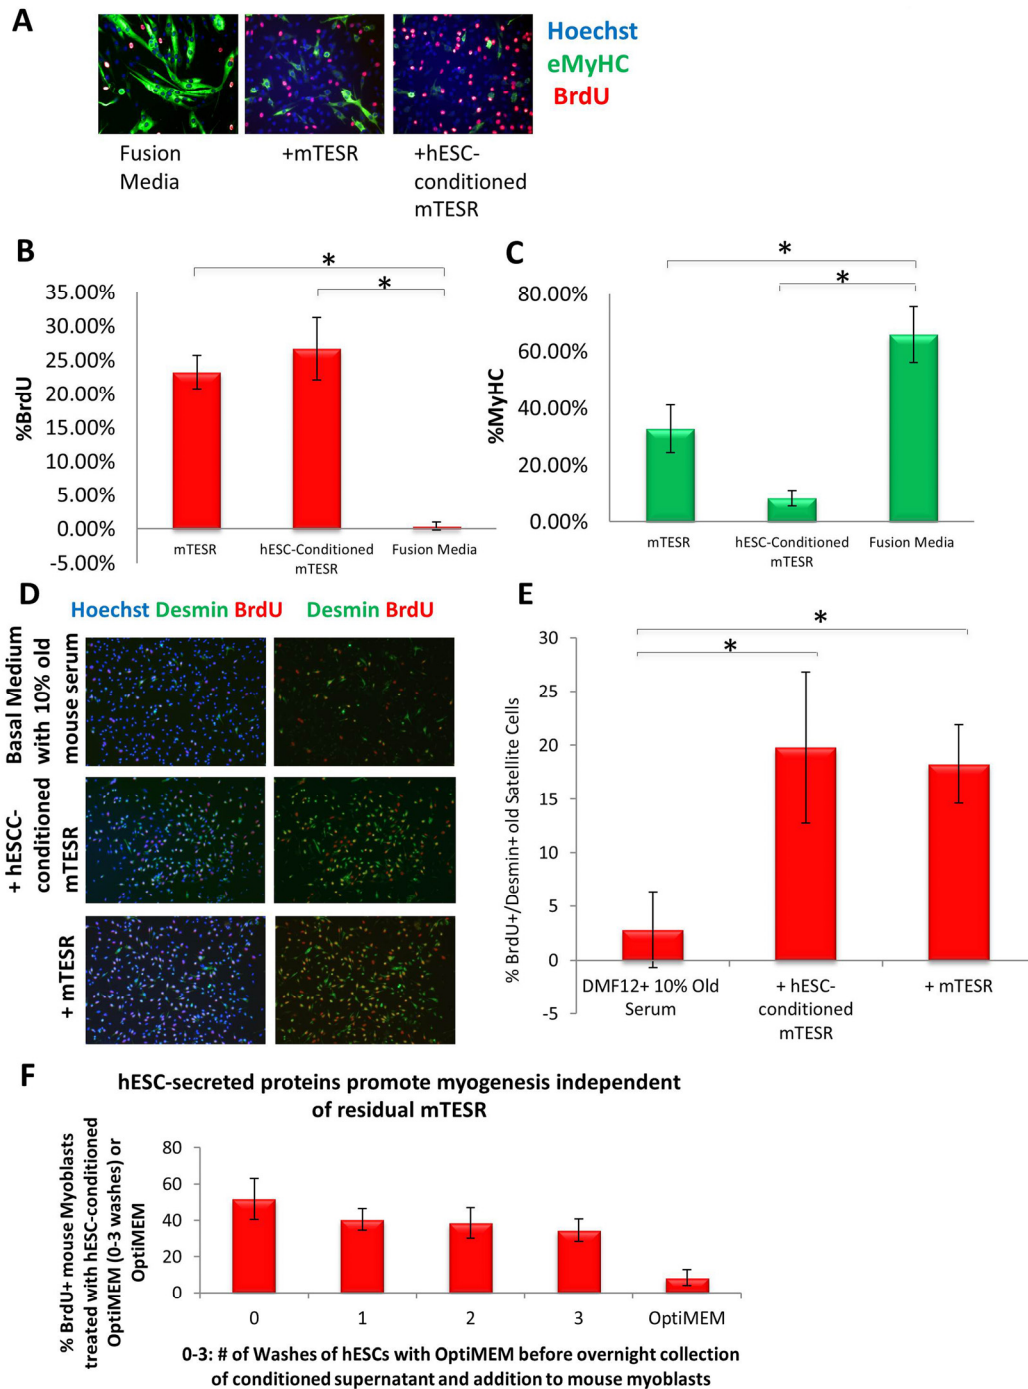 A
Hoechst
eMyHC
BrdU
Fusion
Media
+mTESR
+hESC-
conditioned
mTESR
B
*
*
%BrdU
35.00%
30.00%
25.00%
20.00%
15.00%
10.00%
5.00%
0.00%
-5.00%
mTESR
hESC-Conditioned
mTESR
Fusion Media
C
*
*
%MyHC
80.00%
60.00%
40.00%
20.00%
0.00%
mTESR
hESC-Conditioned
mTESR
Fusion Media
D
Hoechst Desmin BrdU
Desmin BrdU
Basal Medium
with 10% old
mouse serum
+ hESCC-
conditioned
mTESR
+ mTESR
E
*
*
% BrdU+/Desmin+ old Satellite Cells
30
25
20
15
10
5
0
-5
DMF12+ 10% Old
Serum
+ hESC-
conditioned
mTESR
+ mTESR
F
hESC-secreted proteins promote myogenesis independent
of residual mTESR
% BrdU+ mouse Myoblasts
treated with hESC-conditioned
OptiMEM (0-3 washes) or
OptiMEM
80
60
40
20
0
0
1
2
3
OptiMEM
0-3: # of Washes of hESCs with OptiMEM before overnight collection
of conditioned supernatant and addition to mouse myoblasts